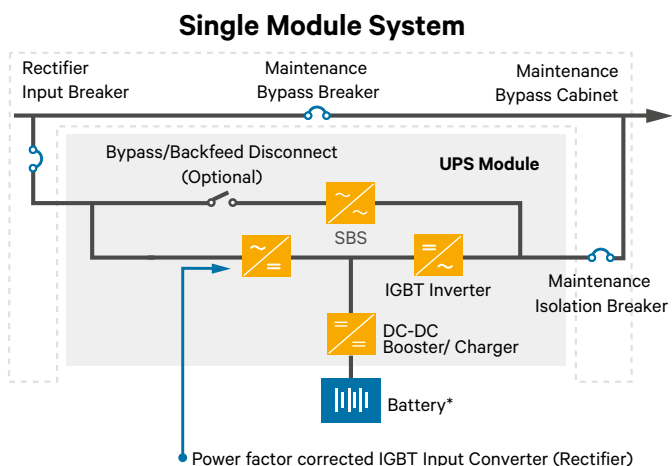 Single Module System
Rectifier
Input Breaker
Maintenance
Bypass Breaker
Maintenance
Bypass Cabinet
Bypass/Backfeed Disconnect
(Optional)
UPS Module
SBS
IGBT Inverter
Maintenance
Isolation Breaker
DC-DC
Booster/ Charger
Battery*
Power factor corrected IGBT Input Converter (Rectifier)